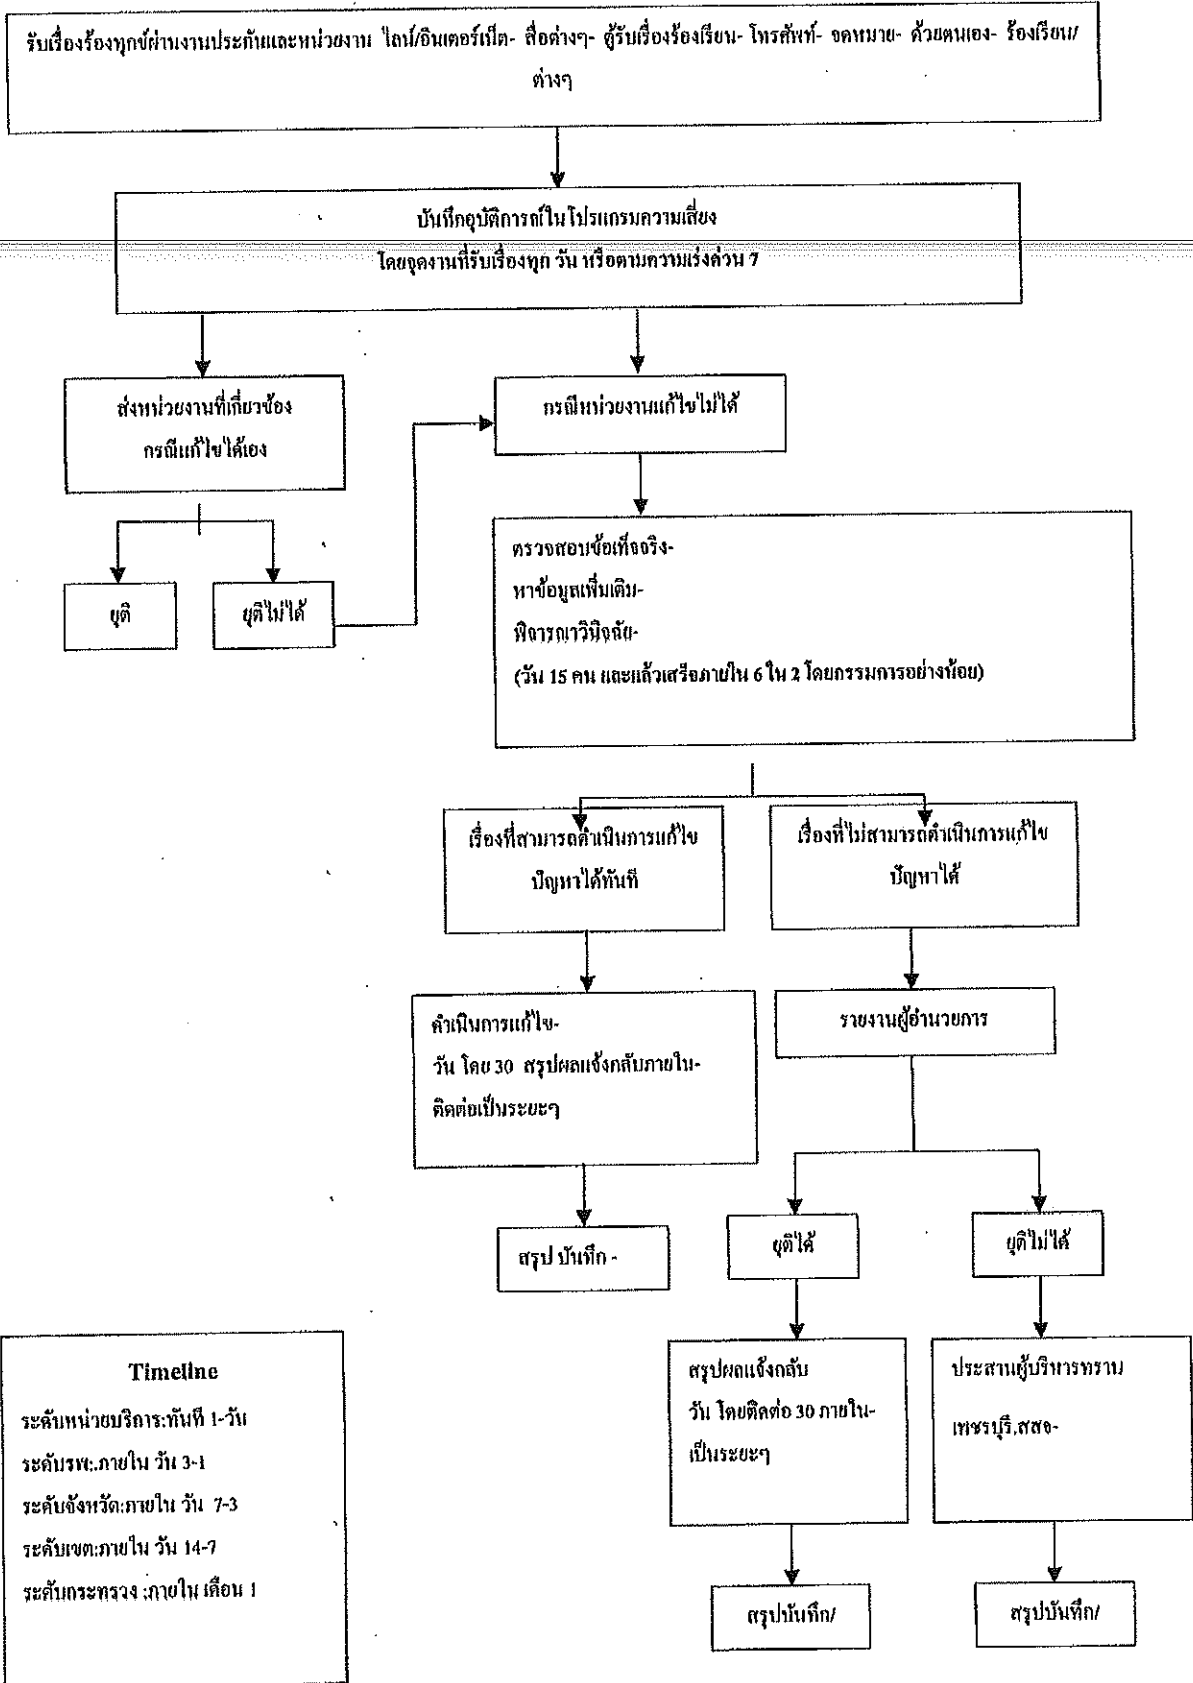 รับเรื่องร้องทุกข์ผ่านงานประกันและหน่วยงาน ไลน์/อินเตอร์เน็ต- สื่อต่างๆ- ตู้รับเรื่องร้องเรียน- โทรศัพท์- จดหมาย- ด้วยตนเอง- ร้องเรียน/
ต่างๆ
บันทึกอุบัติการณ์ในโปรแกรมความเสี่ยง
โดยจุดงานที่รับเรื่องทุก วัน หรือตามความเร่งด่วน 7
ส่งหน่วยงานที่เกี่ยวข้อง
กรณีแก้ไขได้เอง
กรณีหน่วยงานแก้ไขไม่ได้
ยุติ
ยุติไม่ได้
ตรวจสอบข้อเท็จจริง-
หาข้อมูลเพิ่มเติม-
พิจารณาวินิจฉัย-
(วัน 15 คน และแล้วเสร็จภายใน 6 ใน 2 โดยกรรมการอย่างน้อย)
เรื่องที่สามารถดำเนินการแก้ไข
ปัญหาได้ทันที
เรื่องที่ไม่สามารถดำเนินการแก้ไข
ปัญหาได้
ดำเนินการแก้ไข-
วัน โดย 30 สรุปผลแจ้งกลับภายใน-
ติดต่อเป็นระยะๆ
รายงานผู้อำนวยการ
สรุป บันทึก -
ยุติได้
ยุติไม่ได้
สรุปผลแจ้งกลับ
วัน โดยติดต่อ 30 ภายใน-
เป็นระยะๆ
ประสานผู้บริหารทราบ
เพชรบุรี.สสจ-
สรุปบันทึก/
สรุปบันทึก/
Timeline
ระดับหน่วยบริการ:ทันที 1-วัน
ระดับรพ:.ภายใน วัน 3-1
ระดับจังหวัด:ภายใน วัน 7-3
ระดับเขต:ภายใน วัน 14-7
ระดับกระทรวง :ภายใน เดือน 1